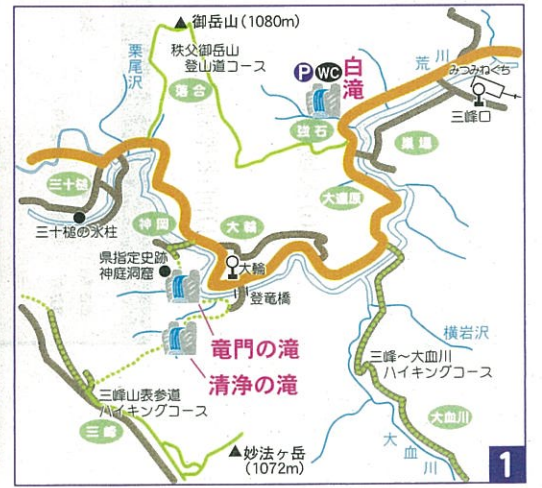 ▲御岳山(1080m)
栗尾沢
秩父御岳山
登山道コース
落合
P WC
白滝
荒川
みつみねぐち
三峰口
強石
巣場
三十槌
三十槌の氷柱
神岡
大輪
大達原
県指定史跡
神庭洞窟
大輪
登竜橋
竜門の滝
清浄の滝
横岩沢
三峰～大血川
ハイキングコース
三峰山表参道
ハイキングコース
三峰
大血川
大血川
▲妙法ヶ岳
(1072m)
1